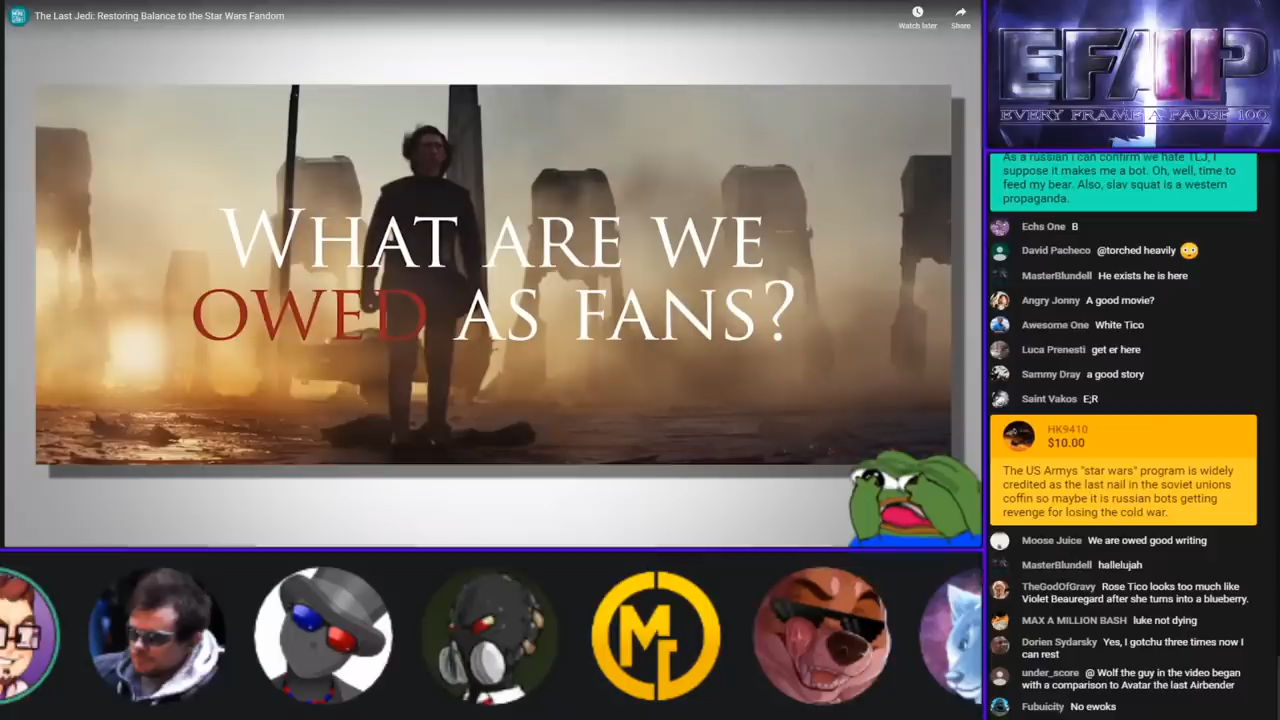 The Last Jedi: Restoring Balance to the Star Wars Fandom
Watch later
Share
WHAT ARE WE
OWED AS FANS?
EFAP
EVERY FRAME A PAUSE 100
As a russian i can confirm we hate TLJ, I
suppose it makes me a bot. Oh, well, time to
feed my bear. Also, slav squat is a western
propaganda.
Echs One B
David Pacheco @torched heavily 😳
MasterBlundell He exists he is here
Angry Jonny A good movie?
Awesome One White Tico
Luca Prenesti get er here
Sammy Dray a good story
Saint Vakos E;R
HK9410
$10.00
The US Armys "star wars" program is widely
credited as the last nail in the soviet unions
coffin so maybe it is russian bots getting
revenge for losing the cold war.
Moose Juice We are owed good writing
MasterBlundell hallelujah
TheGodOfGravy Rose Tico looks too much like
Violet Beauregard after she turns into a blueberry.
MAX A MILLION BASH luke not dying
Dorien Sydarsky Yes, I gotchu three times now I
can rest
under_score @ Wolf the guy in the video began
with a comparison to Avatar the last Airbender
Fubuicity No ewoks